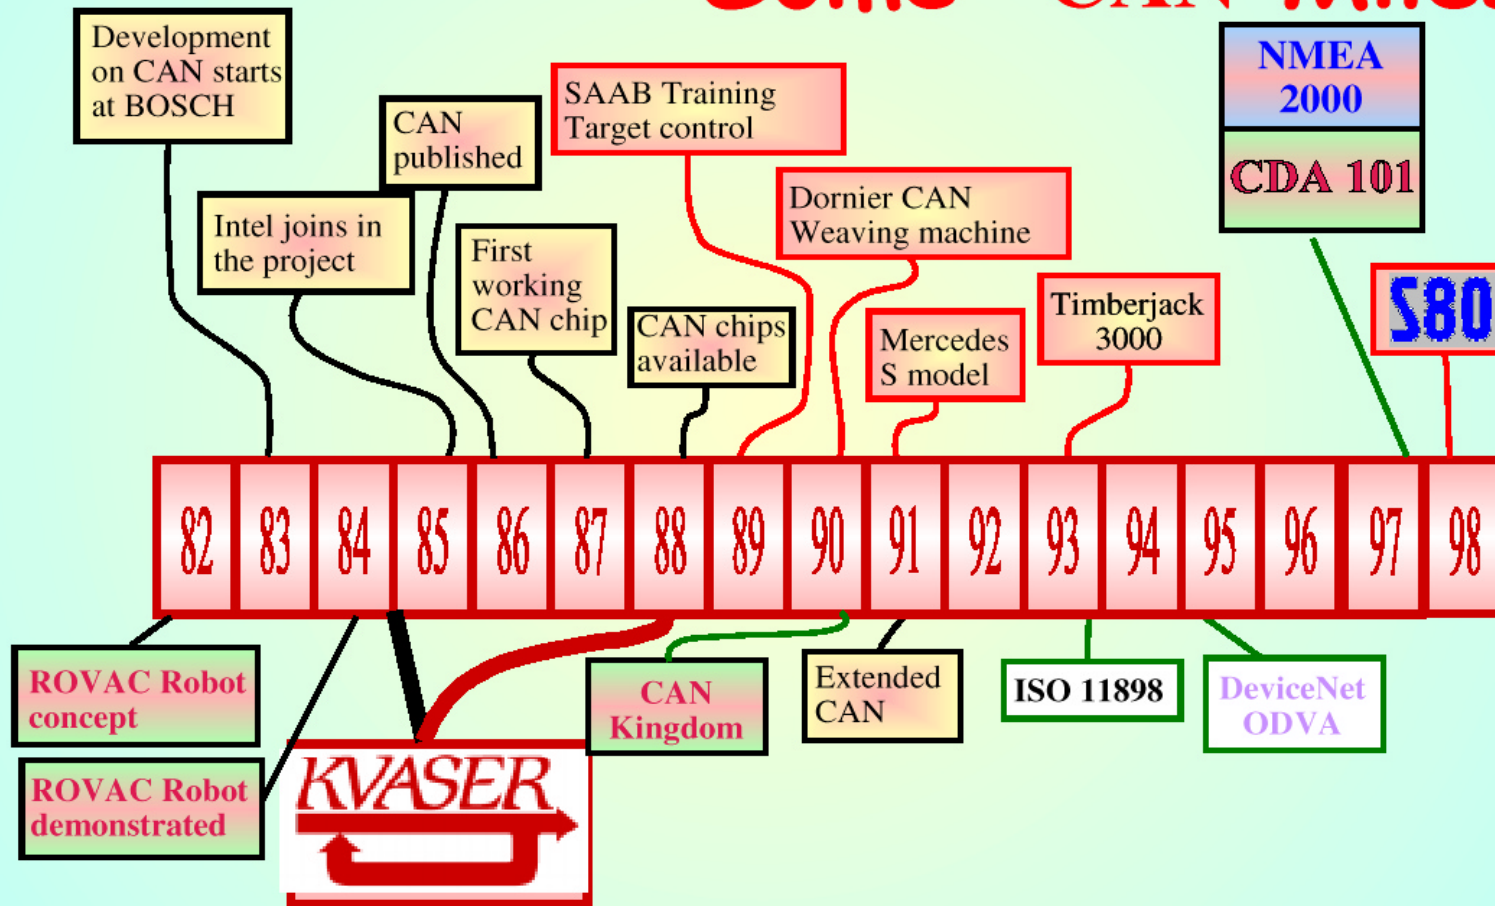 CAN
Development
on CAN starts
at BOSCH
CAN
published
SAAB Training
Target control
NMEA
2000
CDA 101
Intel joins in
the project
First
working
CAN chip
Dornier CAN
Weaving machine
CAN chips
available
Mercedes
S model
Timberjack
3000
82 83 84 85 86 87 88 89 90 91 92 93 94 95 96 97 98
ROVAC Robot
concept
ROVAC Robot
demonstrated
KVASER
CAN
Kingdom
Extended
CAN
ISO 11898
DeviceNet
ODVA